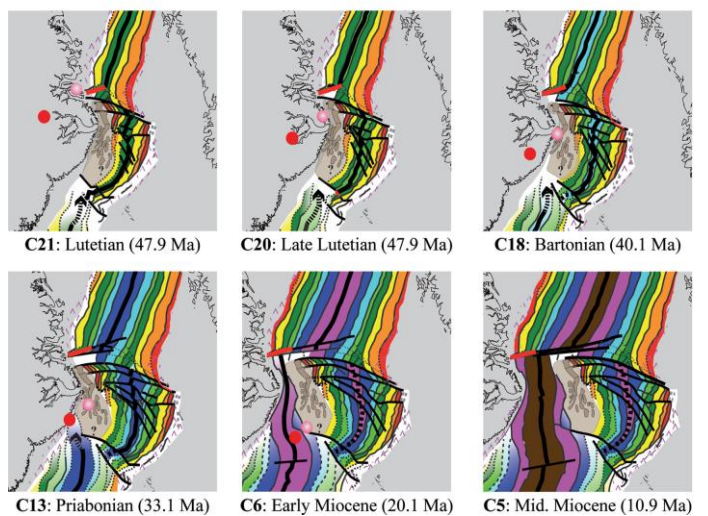 C21: Lutetian (47.9 Ma)
C20: Late Lutetian (47.9 Ma)
C18: Bartonian (40.1 Ma)
?
?
?
C13: Priabonian (33.1 Ma)
C6: Early Miocene (20.1 Ma)
C5: Mid. Miocene (10.9 Ma)
?
?